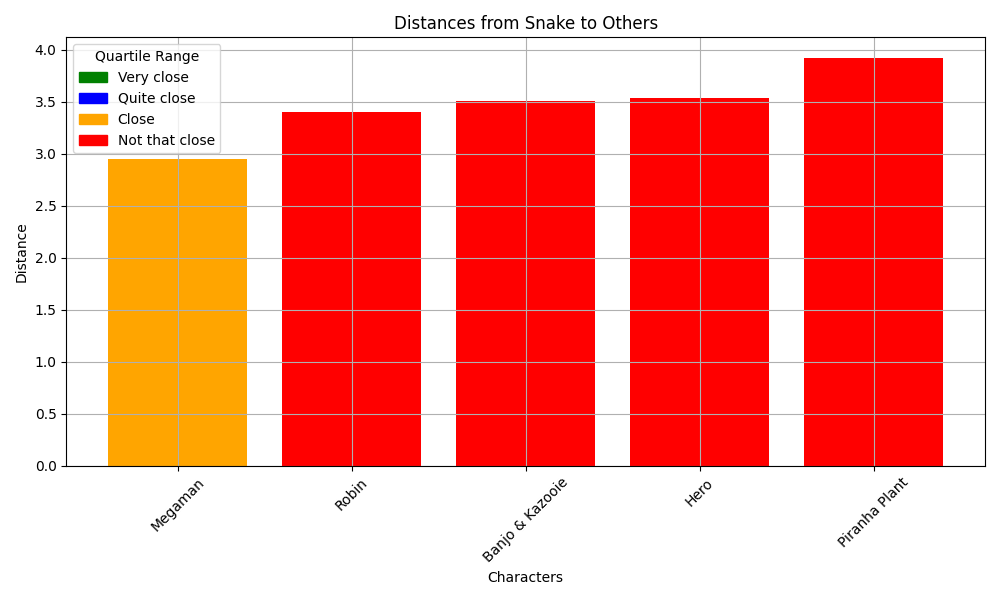 Distances from Snake to Others
Quartile Range
Very close
Quite close
Close
Not that close
4.0
3.5
3.0
2.5
2.0
1.5
1.0
0.5
0.0
Distance
Megaman
Robin
Banjo & Kazooie
Hero
Piranha Plant
Characters